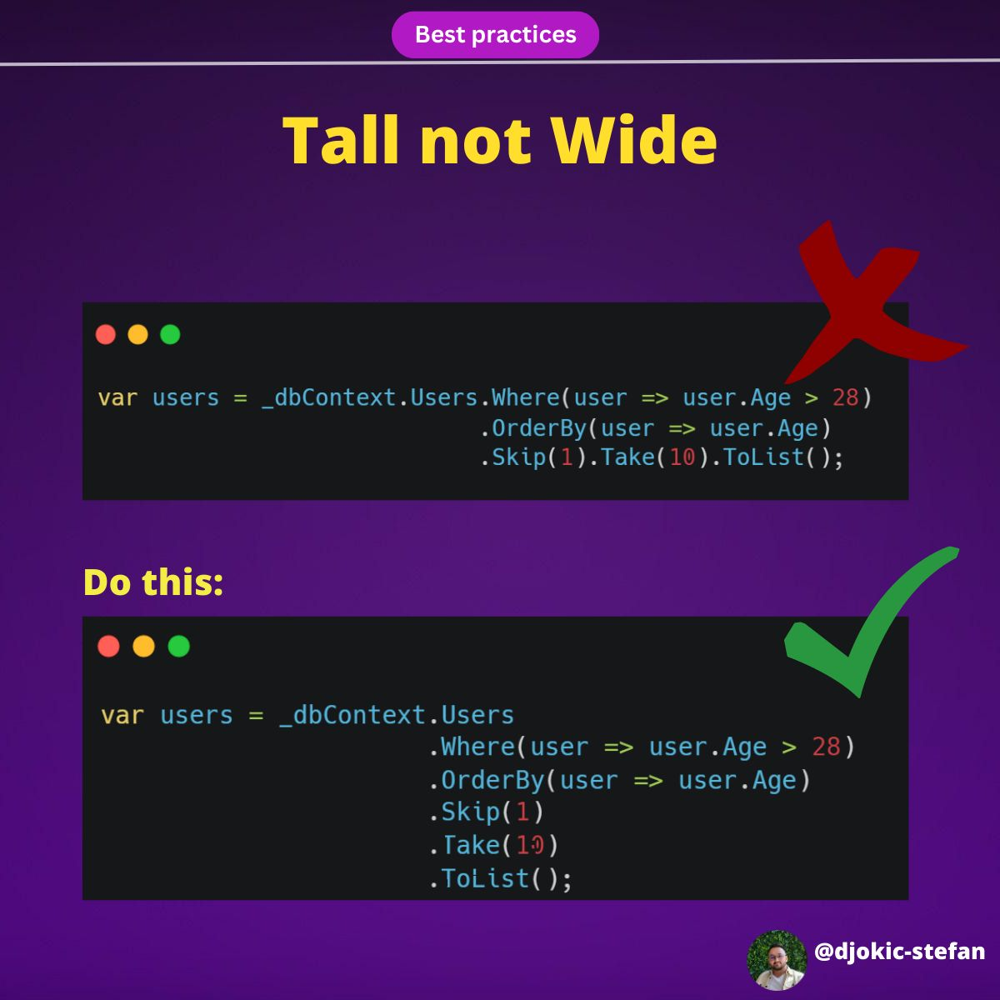 Best practices
Tall not Wide
var users = _dbContext.Users.Where(user => user.Age > 28)
.OrderBy(user => user.Age)
.Skip(1).Take(10).ToList();
Do this:
var users = _dbContext.Users
.Where(user => user.Age > 28)
.OrderBy(user => user.Age)
.Skip(1)
.Take(10)
.ToList();
@djokic-stefan